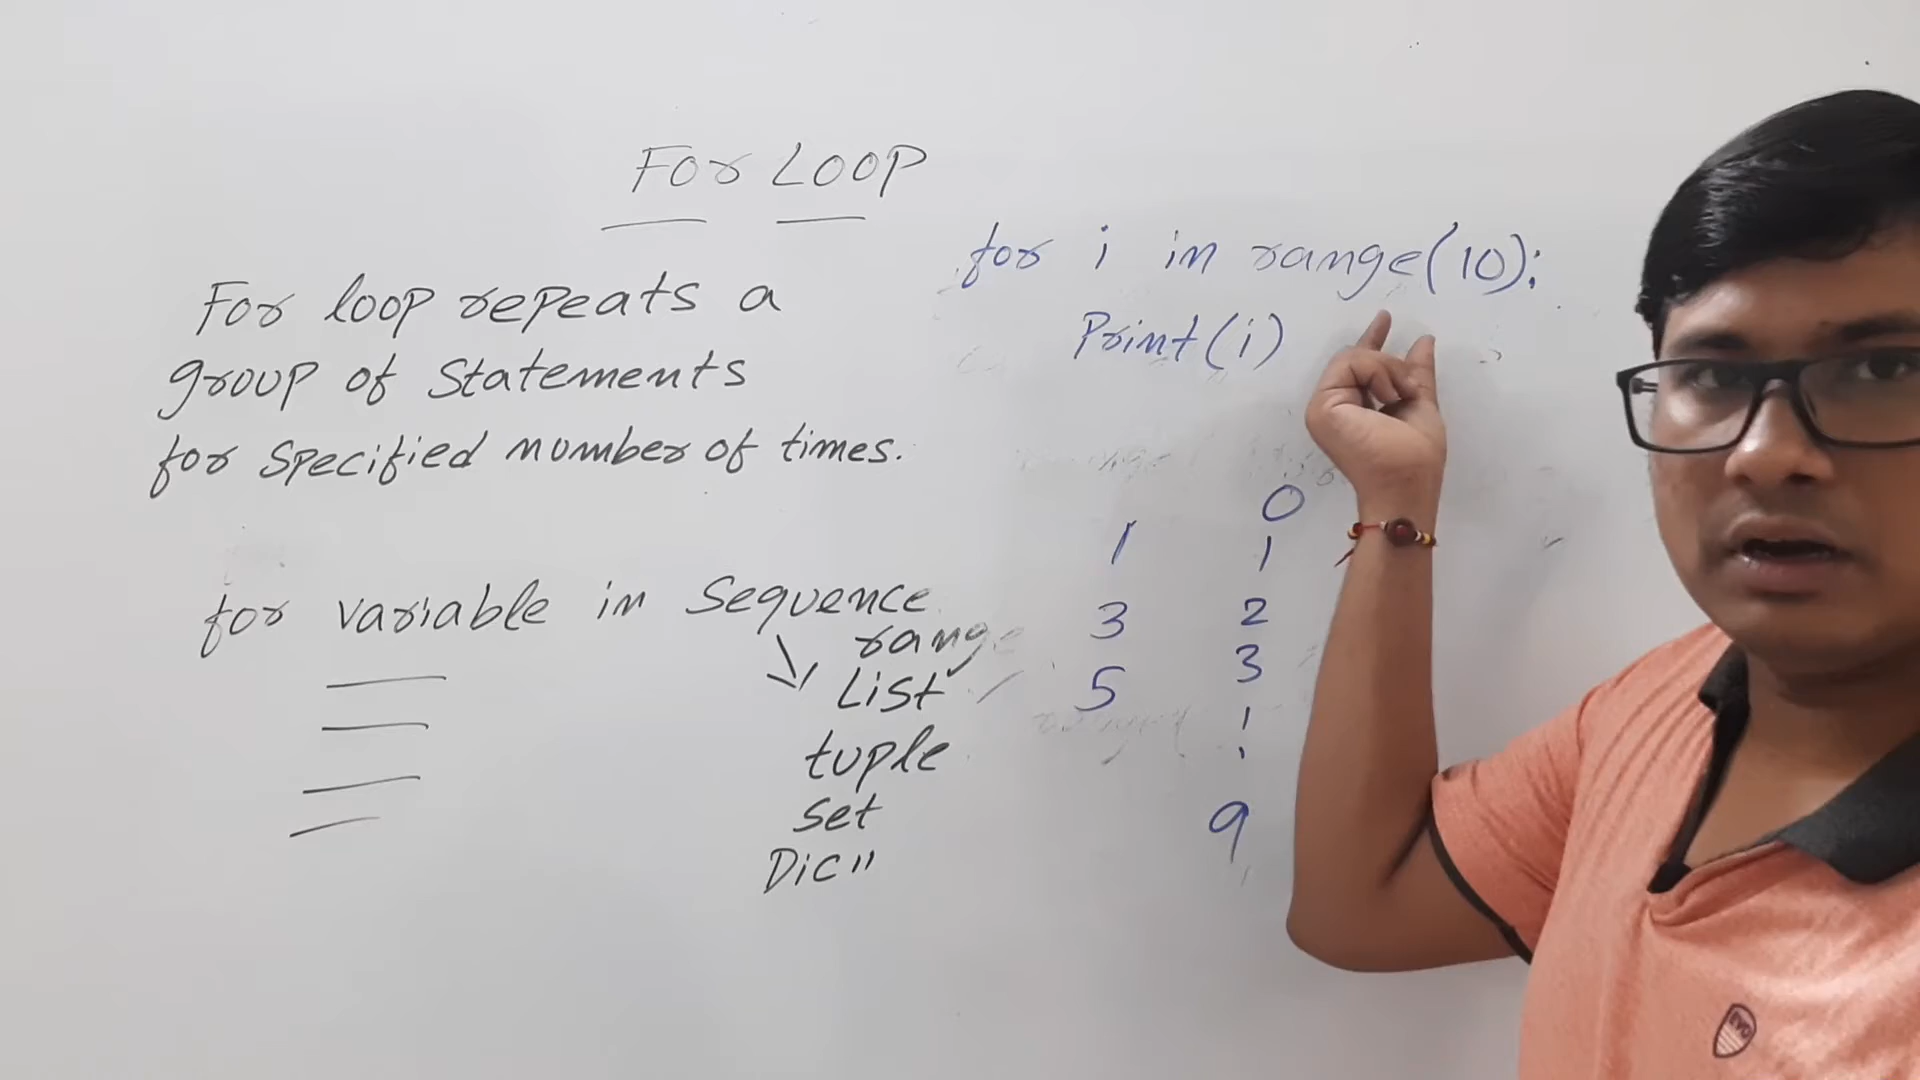 For LOOP
For loop repeats a
group of Statements
for specified number of times.
for variable in Sequence
range
List
tuple
set
Dic"
for i in range(10):
Print(i)
1
3
5
0
1
2
3
9
EVO